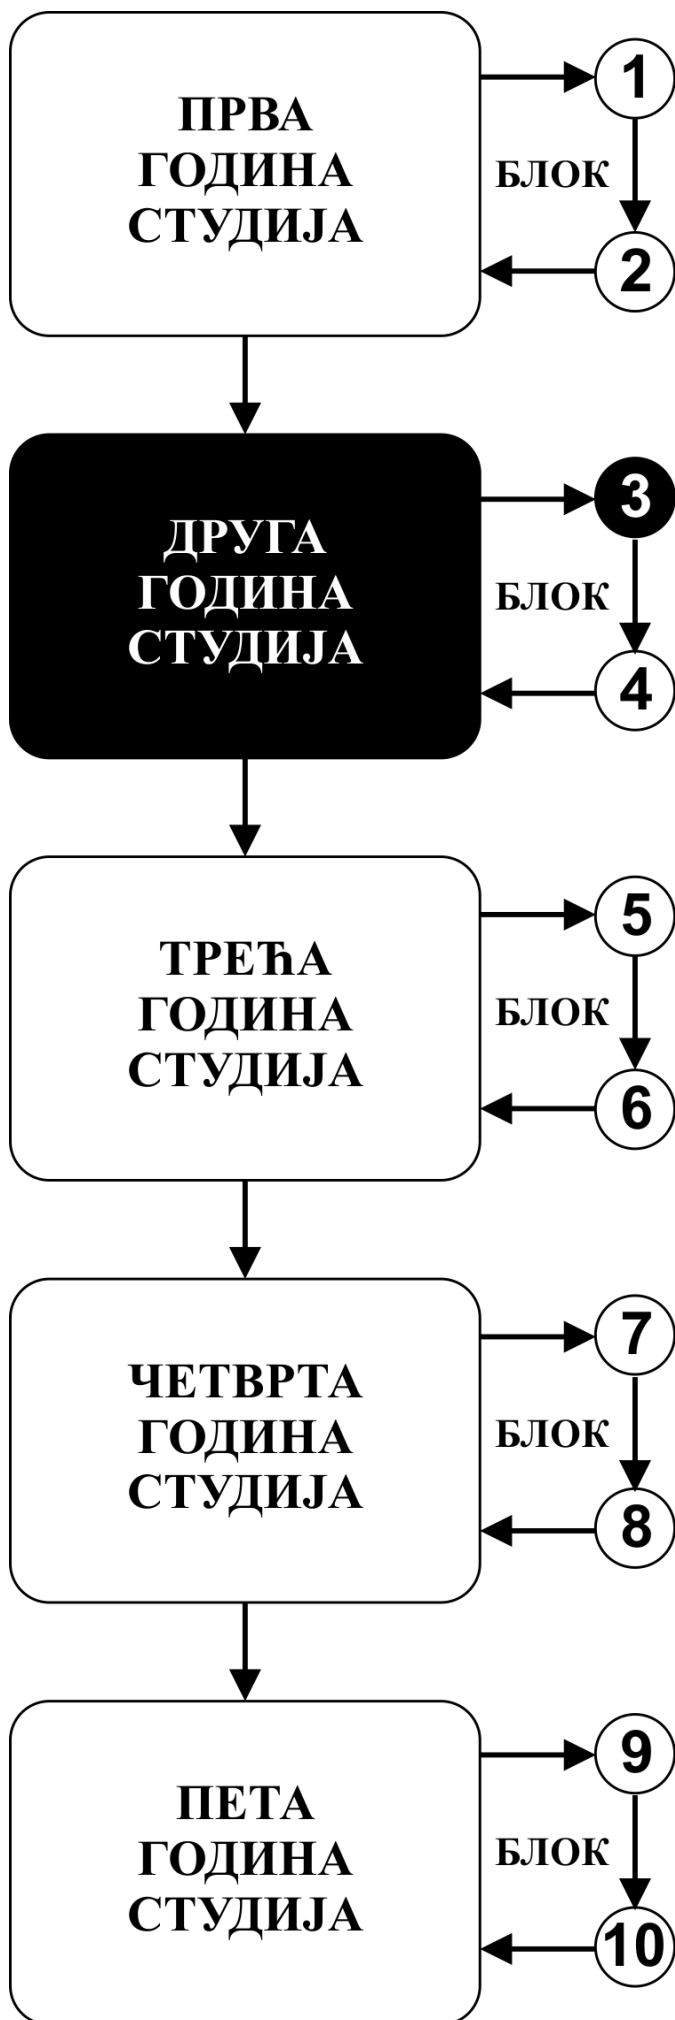 ПРВА
ГОДИНА
СТУДИЈА
1
БЛОК
2
ДРУГА
ГОДИНА
СТУДИЈА
3
БЛОК
4
ТРЕЋА
ГОДИНА
СТУДИЈА
5
БЛОК
6
ЧЕТВРТА
ГОДИНА
СТУДИЈА
7
БЛОК
8
ПЕТА
ГОДИНА
СТУДИЈА
9
БЛОК
10